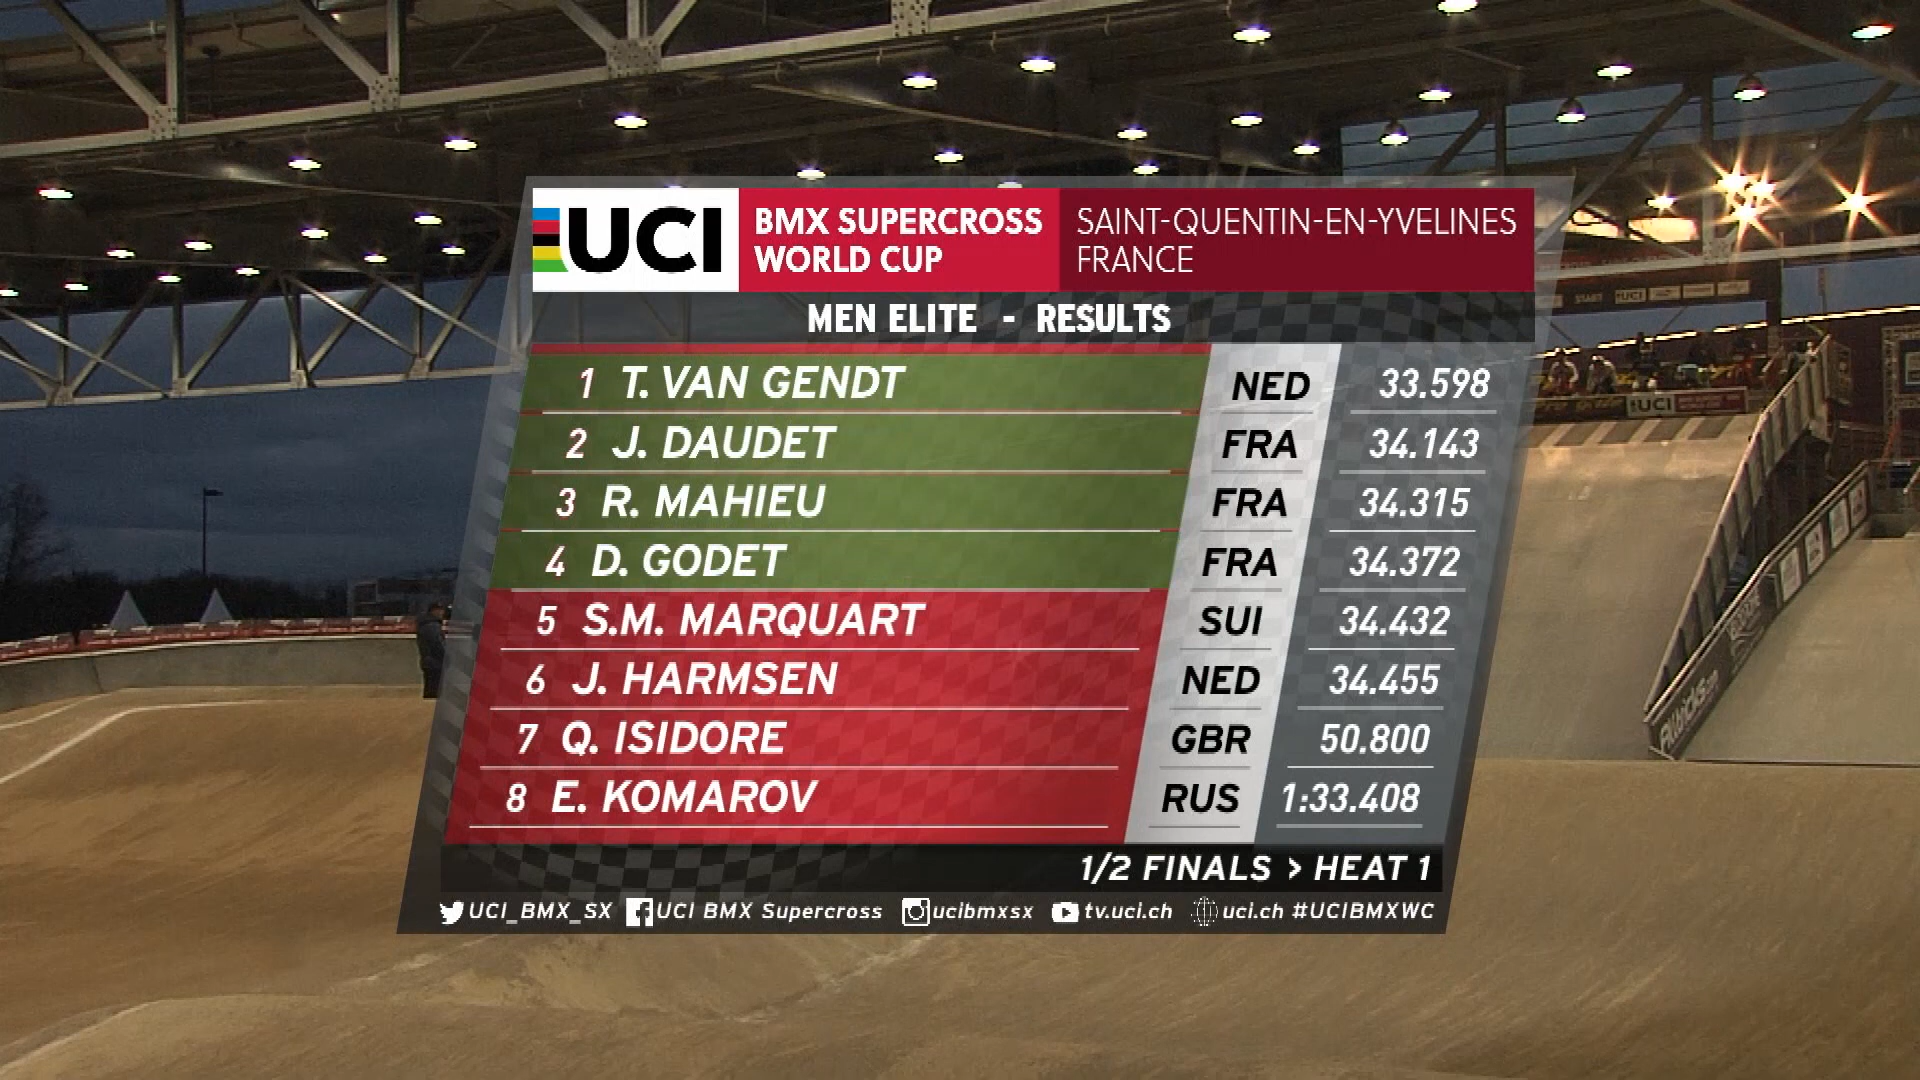 UCI BMX SUPERCROSS WORLD CUP
SAINT-QUENTIN-EN-YVELINES FRANCE
MEN ELITE - RESULTS
1 T. VAN GENDT NED 33.598
2 J. DAUDET FRA 34.143
3 R. MAHIEU FRA 34.315
4 D. GODET FRA 34.372
5 S.M. MARQUART SUI 34.432
6 J. HARMSEN NED 34.455
7 Q. ISIDORE GBR 50.800
8 E. KOMAROV RUS 1:33.408
1/2 FINALS > HEAT 1
UCI_BMX_SX UCI BMX Supercross ucibmxsx tv.uci.ch uci.ch #UCIBMXWC
START
UCI
UCI